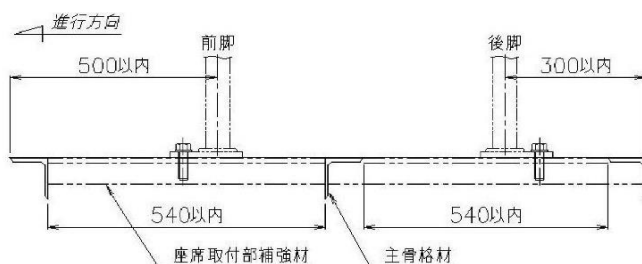 進行方向
前脚
後脚
500以内
300以内
540以内
540以内
座席取付部補強材
主骨格材